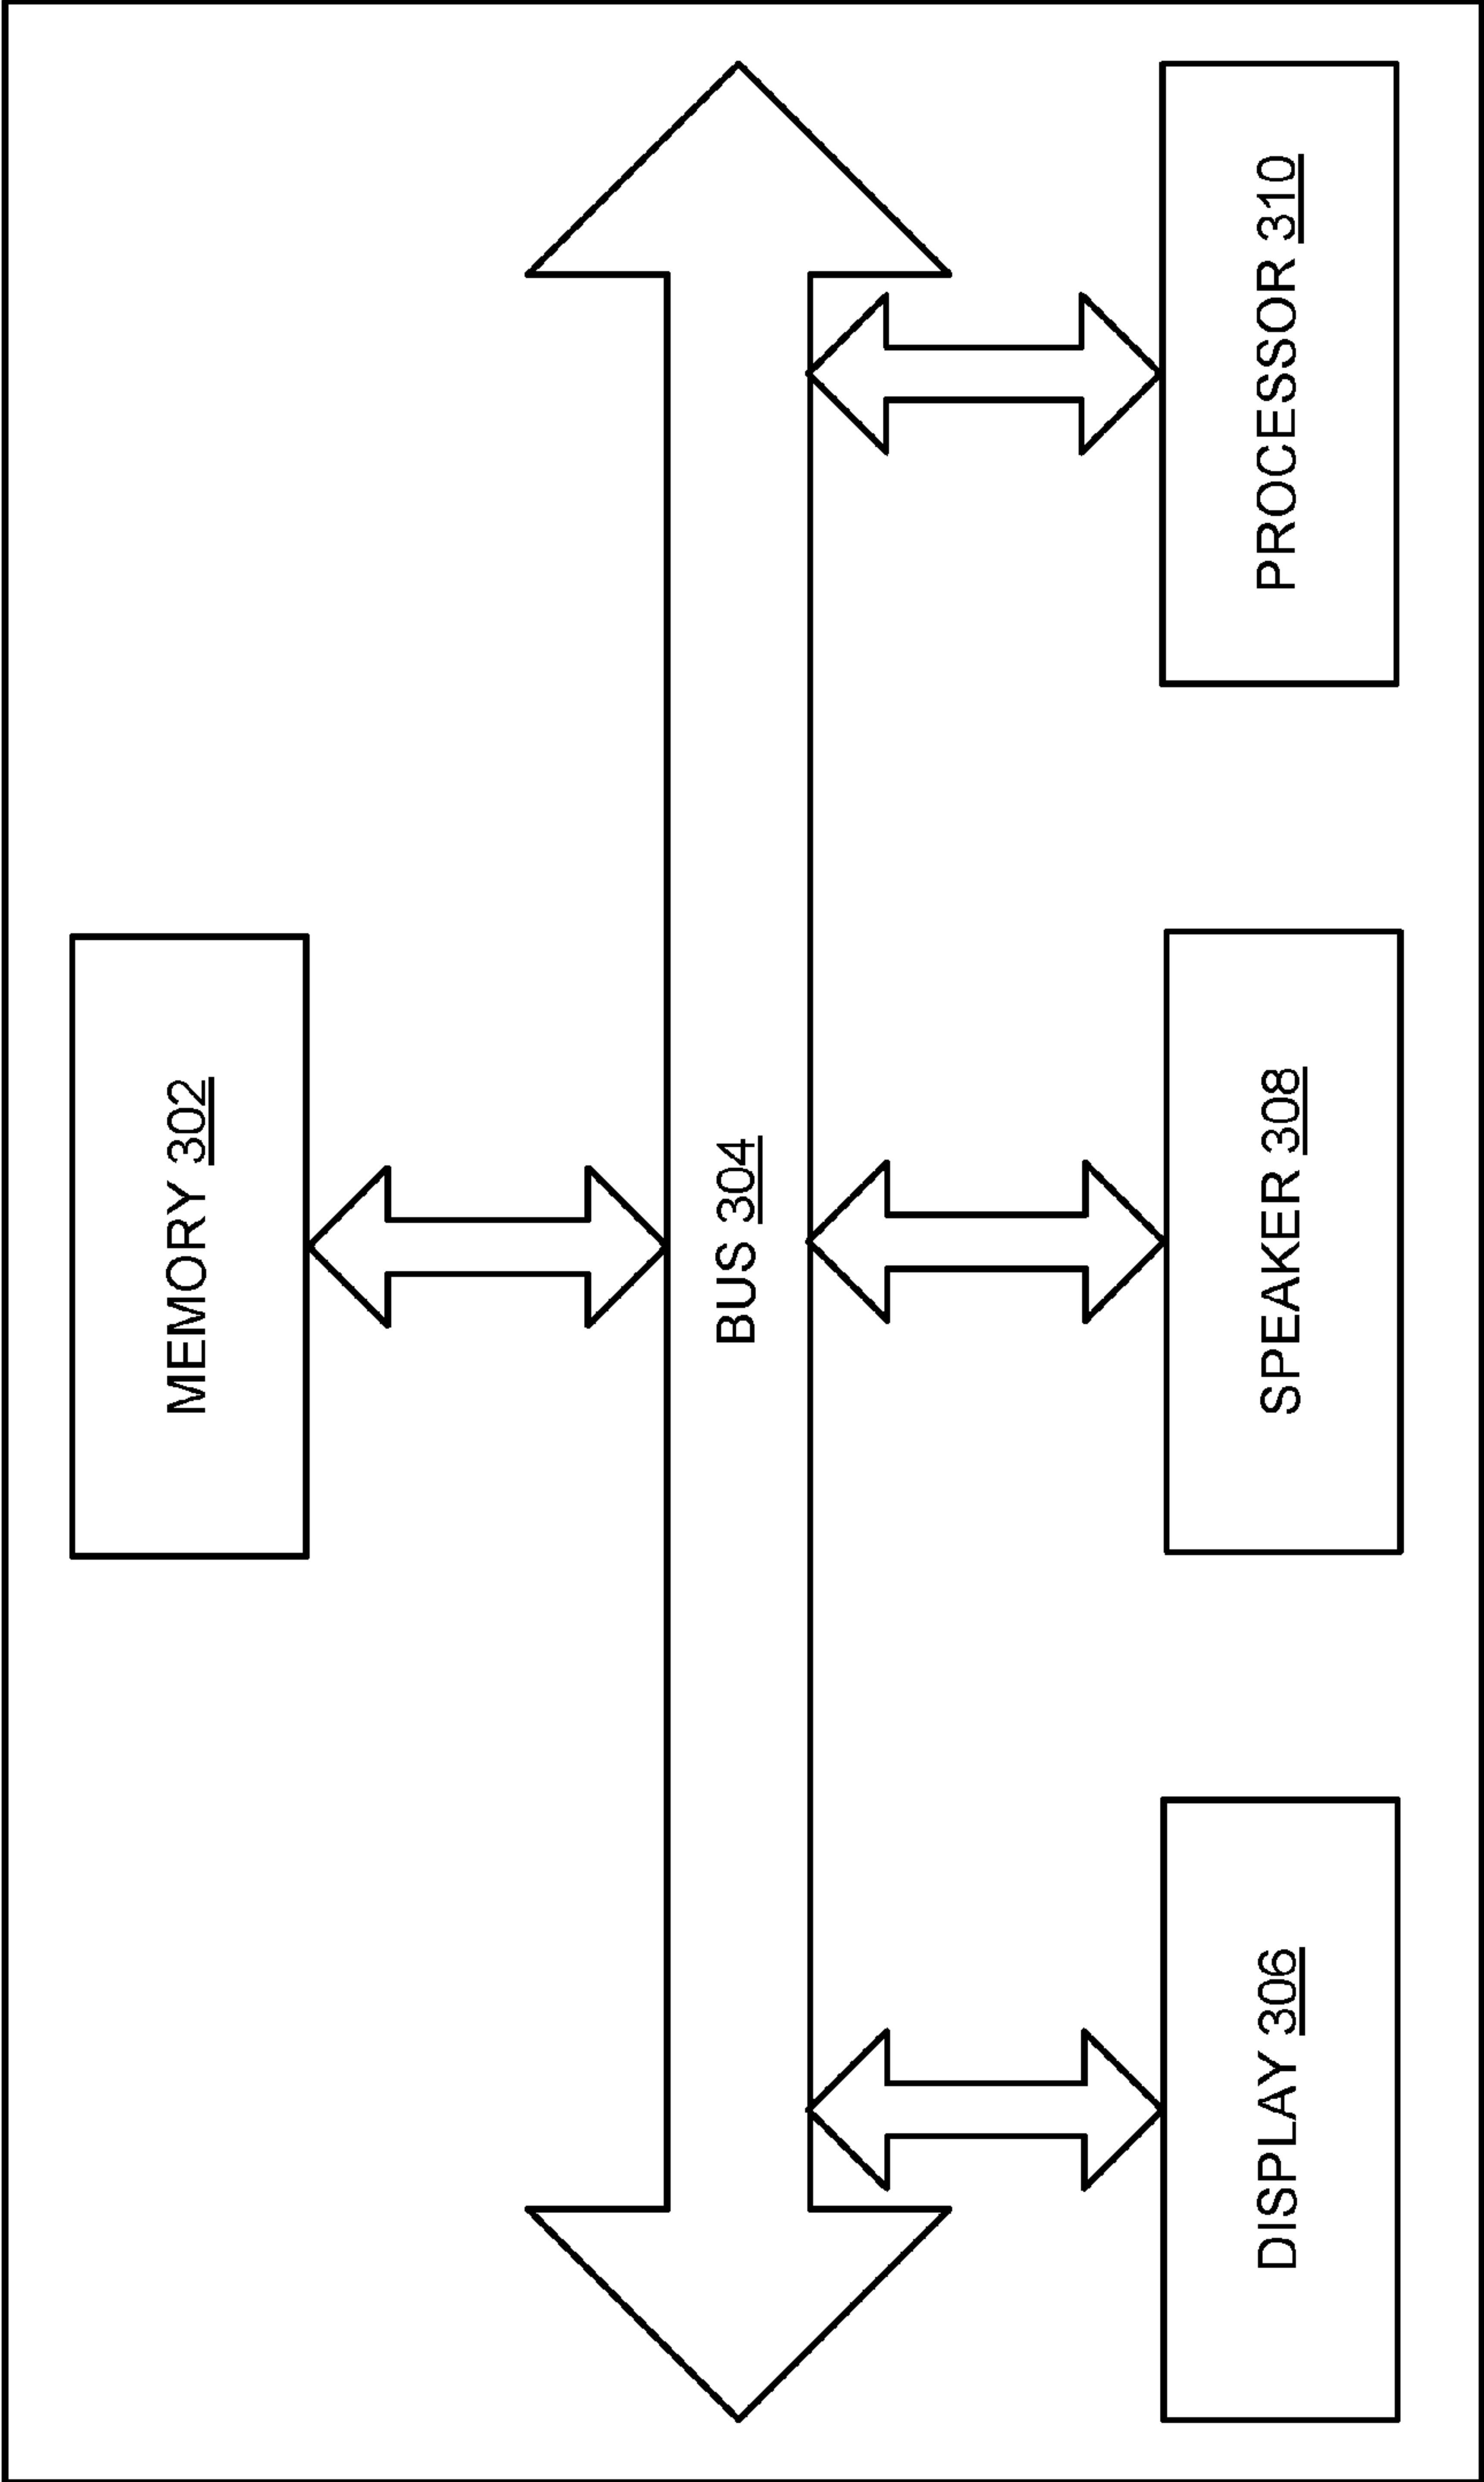 MEMORY 302
BUS 304
DISPLAY 306
SPEAKER 308
PROCESSOR 310